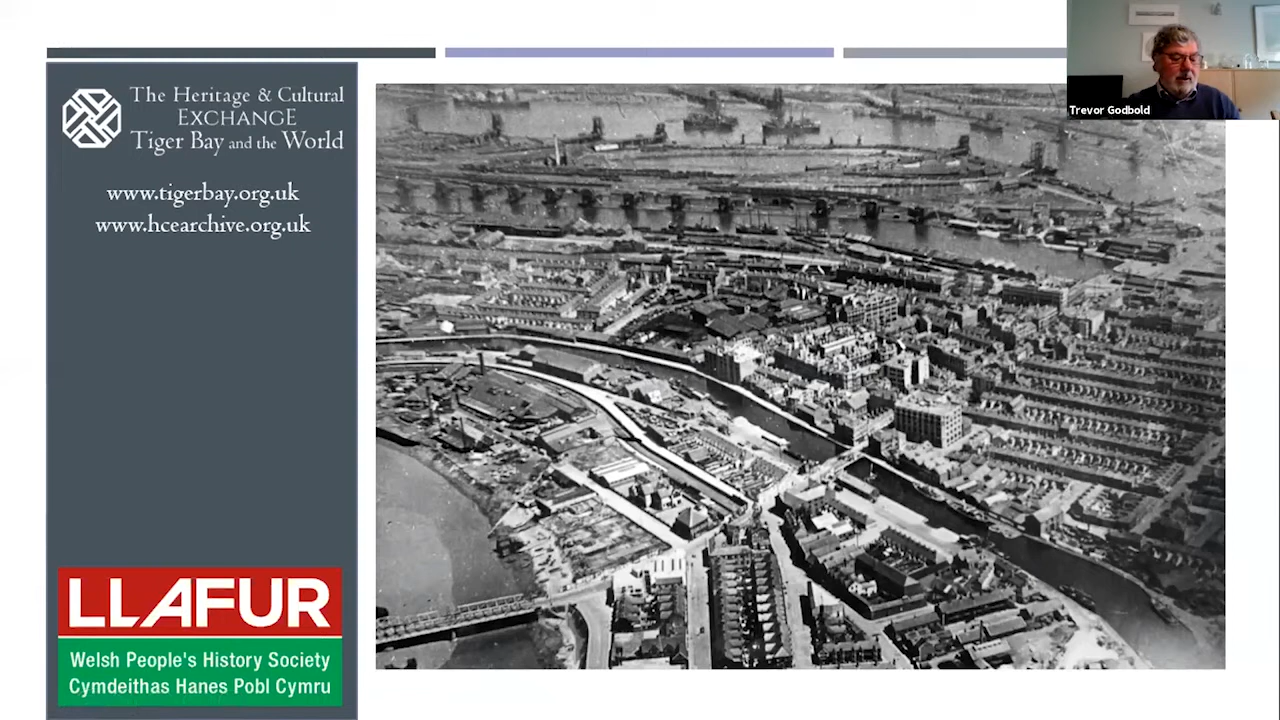 The Heritage & Cultural
EXCHANGE
Tiger Bay and the World
www.tigerbay.org.uk
www.hcearchive.org.uk
LLAFUR
Welsh People's History Society
Cymdeithas Hanes Pobl Cymru
Trevor Godbold